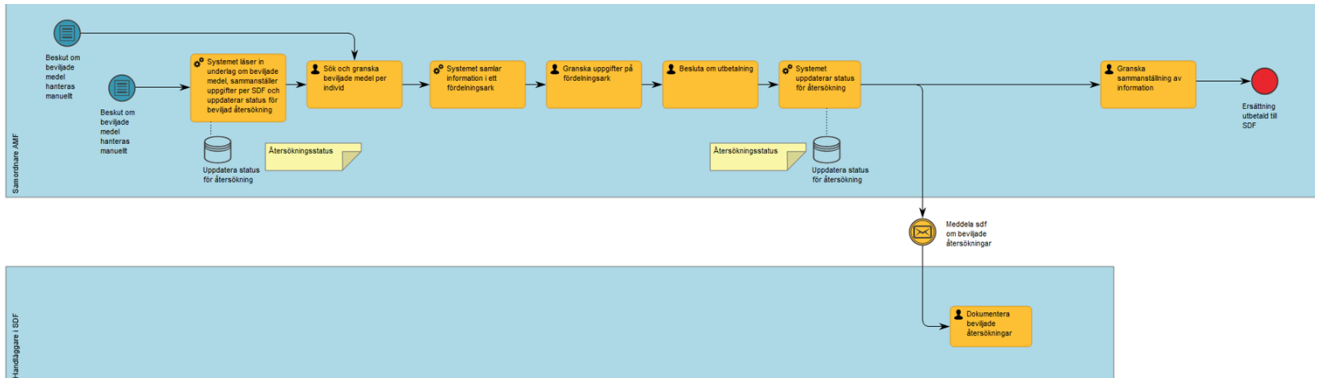 Beskut om
beviljade
medel
hanteras
manuellt
Beskut om
beviljade
medel
hanteras
manuellt
Systemet läser in
underlag om beviljade
medel, sammanställer
uppgifter per SDF och
uppdaterar status för
beviljad återsökning
Sök och granska
beviljade medel per
individ
Systemet samlar
information i ett
fördelningsark
Granska uppgifter på
fördelningsark
Besluta om utbetalning
Systemet
uppdaterar status
för återsökning
Granska
sammanställning av
information
Ersättning
utbetald till
SDF
Uppdatera status
för återsökning
Återsökningsstatus
Återsökningsstatus
Uppdatera status
för återsökning
Samordnare AMF
Meddela sdf
om beviljade
återsökningar
Dokumentera
beviljade
återsökningar
Handläggare i SDF